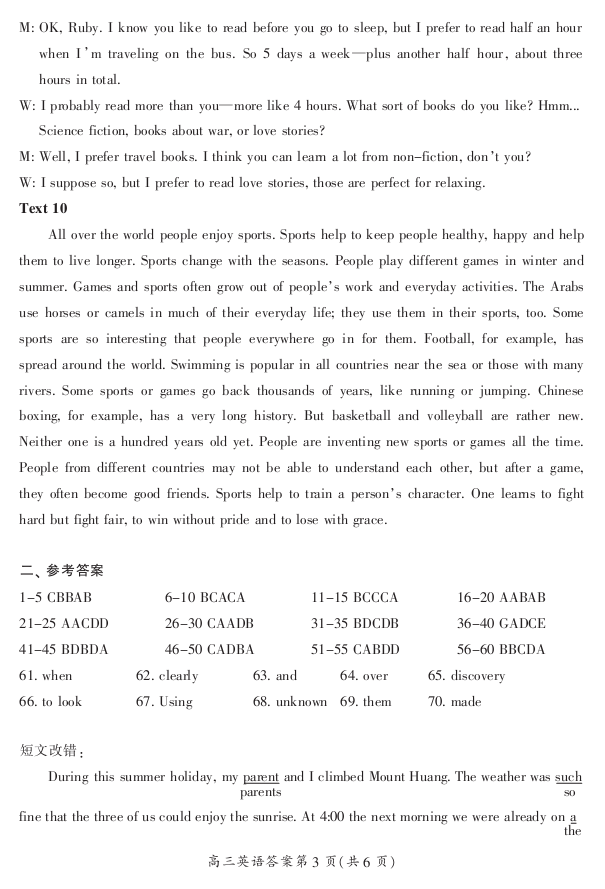 M: OK, Ruby. I know you like to read before you go to sleep, but I prefer to read half an hour
when I'm traveling on the bus. So 5 days a week—plus another half hour, about three
hours in total.
W: I probably read more than you—more like 4 hours. What sort of books do you like? Hmm...
Science fiction, books about war, or love stories?
M: Well, I prefer travel books. I think you can learn a lot from non-fiction, don't you?
W: I suppose so, but I prefer to read love stories, those are perfect for relaxing.
Text 10
All over the world people enjoy sports. Sports help to keep people healthy, happy and help
them to live longer. Sports change with the seasons. People play different games in winter and
summer. Games and sports often grow out of people's work and everyday activities. The Arabs
use horses or camels in much of their everyday life; they use them in their sports, too. Some
sports are so interesting that people everywhere go in for them. Football, for example, has
spread around the world. Swimming is popular in all countries near the sea or those with many
rivers. Some sports or games go back thousands of years, like running or jumping. Chinese
boxing, for example, has a very long history. But basketball and volleyball are rather new.
Neither one is a hundred years old yet. People are inventing new sports or games all the time.
People from different countries may not be able to understand each other, but after a game,
they often become good friends. Sports help to train a person's character. One learns to fight
hard but fight fair, to win without pride and to lose with grace.
二、参考答案
1-5 CBBAB 6-10 BCACA 11-15 BCCCA 16-20 AABAB
21-25 AACDD 26-30 CAADB 31-35 BDCDB 36-40 GADCE
41-45 BDBDA 46-50 CADBA 51-55 CABDD 56-60 BBCDA
61. when 62. clearly 63. and 64. over 65. discovery
66. to look 67. Using 68. unknown 69. them 70. made
短文改错:
During this summer holiday, my parent and I climbed Mount Huang. The weather was such
parents so
fine that the three of us could enjoy the sunrise. At 4:00 the next morning we were already on a
the
高三英语答案第 3 页(共 6 页)